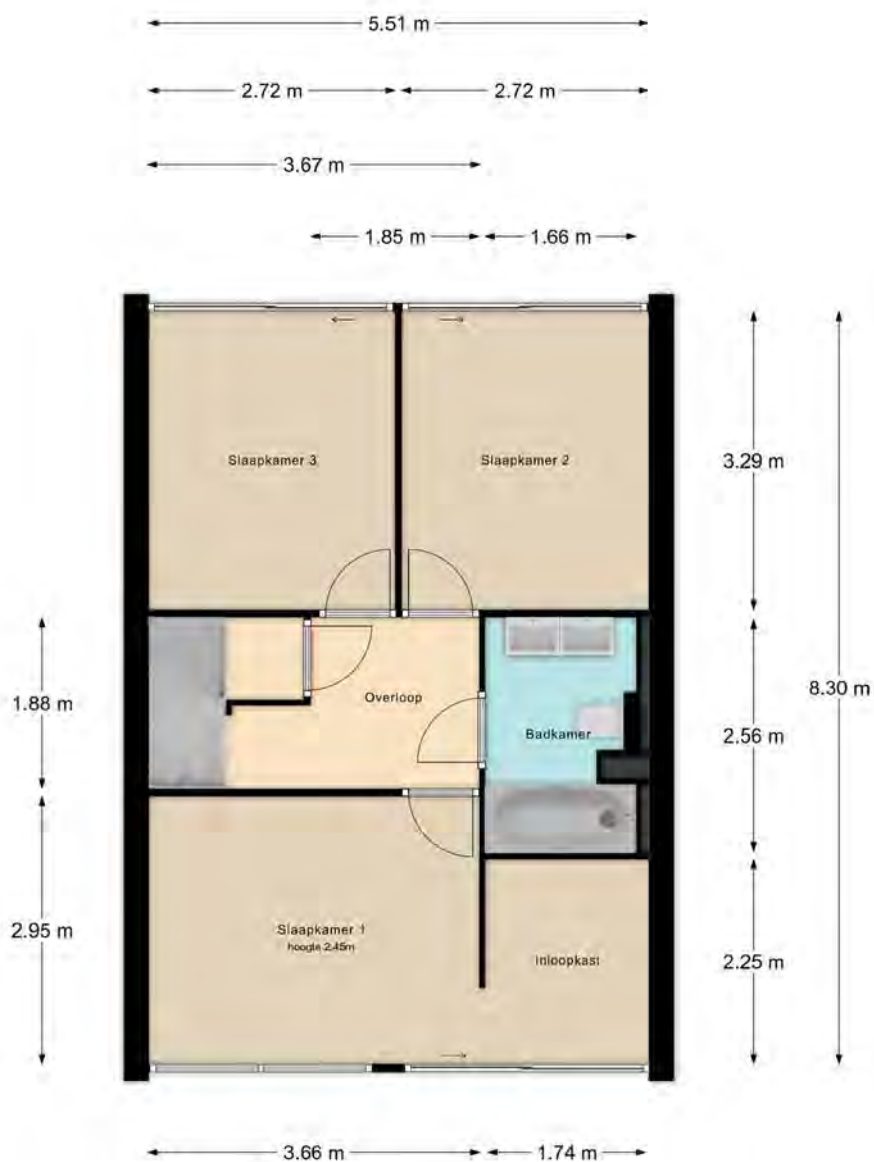 5.51 m
2.72 m
2.72 m
3.67 m
1.85 m
1.66 m
Slaapkamer 3
Slaapkamer 2
3.29 m
8.30 m
1.88 m
Overloop
Badkamer
2.56 m
2.95 m
Slaapkamer 1
hoogte 2.45m
Inloopkast
2.25 m
3.66 m
1.74 m